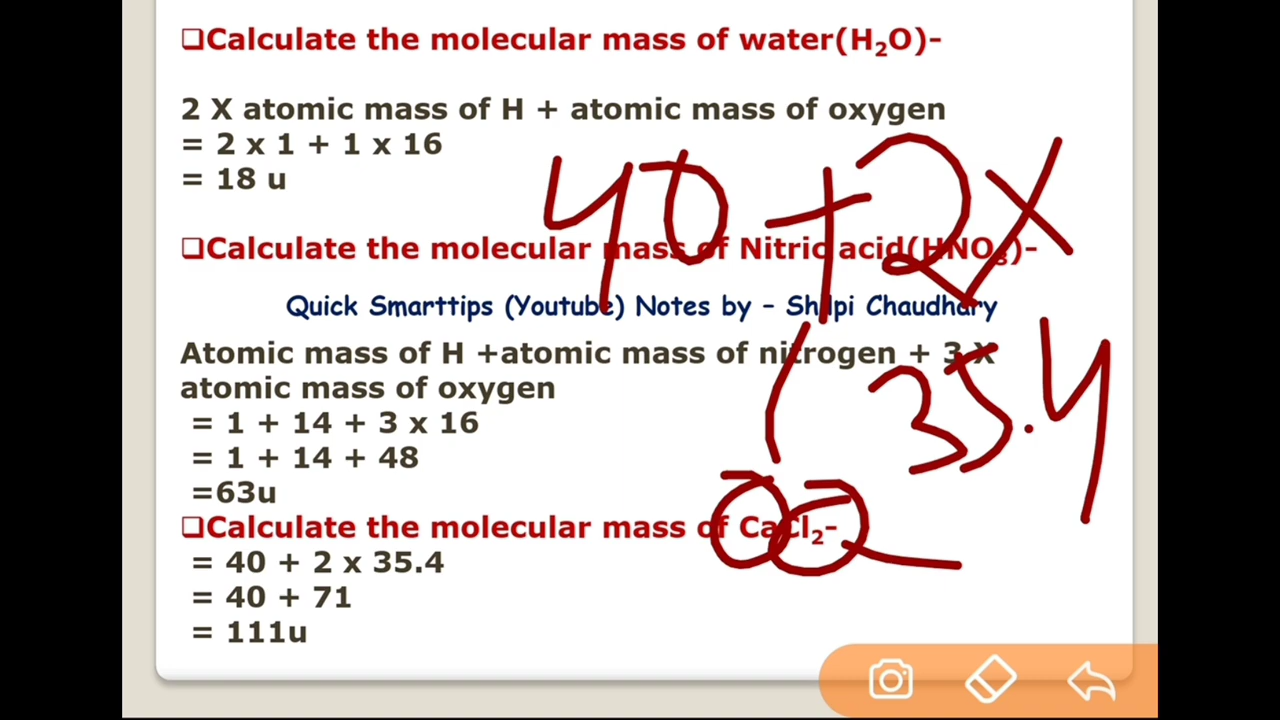 ❑Calculate the molecular mass of water(H₂O)-
2 X atomic mass of H + atomic mass of oxygen
= 2 x 1 + 1 x 16
= 18 u
40 + 2 x
❑Calculate the molecular mass of Nitric acid(HNO₃)-
Quick Smarttips (Youtube) Notes by – Shilpi Chaudhary
Atomic mass of H +atomic mass of nitrogen + 3 X
atomic mass of oxygen
35.4
= 1 + 14 + 3 x 16
= 1 + 14 + 48
=63u
❑Calculate the molecular mass of CaCl₂-
= 40 + 2 x 35.4
= 40 + 71
= 111u